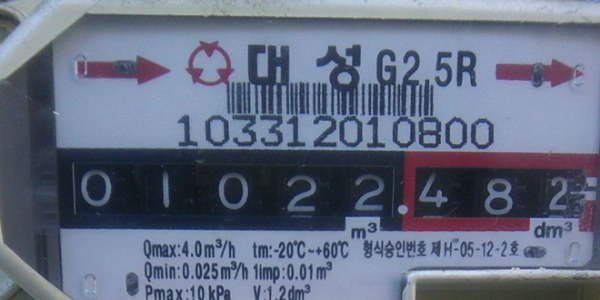 대 성 G2.5R
103312010800
01022.482
m³ dm³
Qmax:4.0m³/h tm:-20℃~+60℃ 형식승인번호 제H-05-12-2호
Qmin:0.025m³/h 1imp:0.01m³
Pmax:10kPa V:1.2dm³